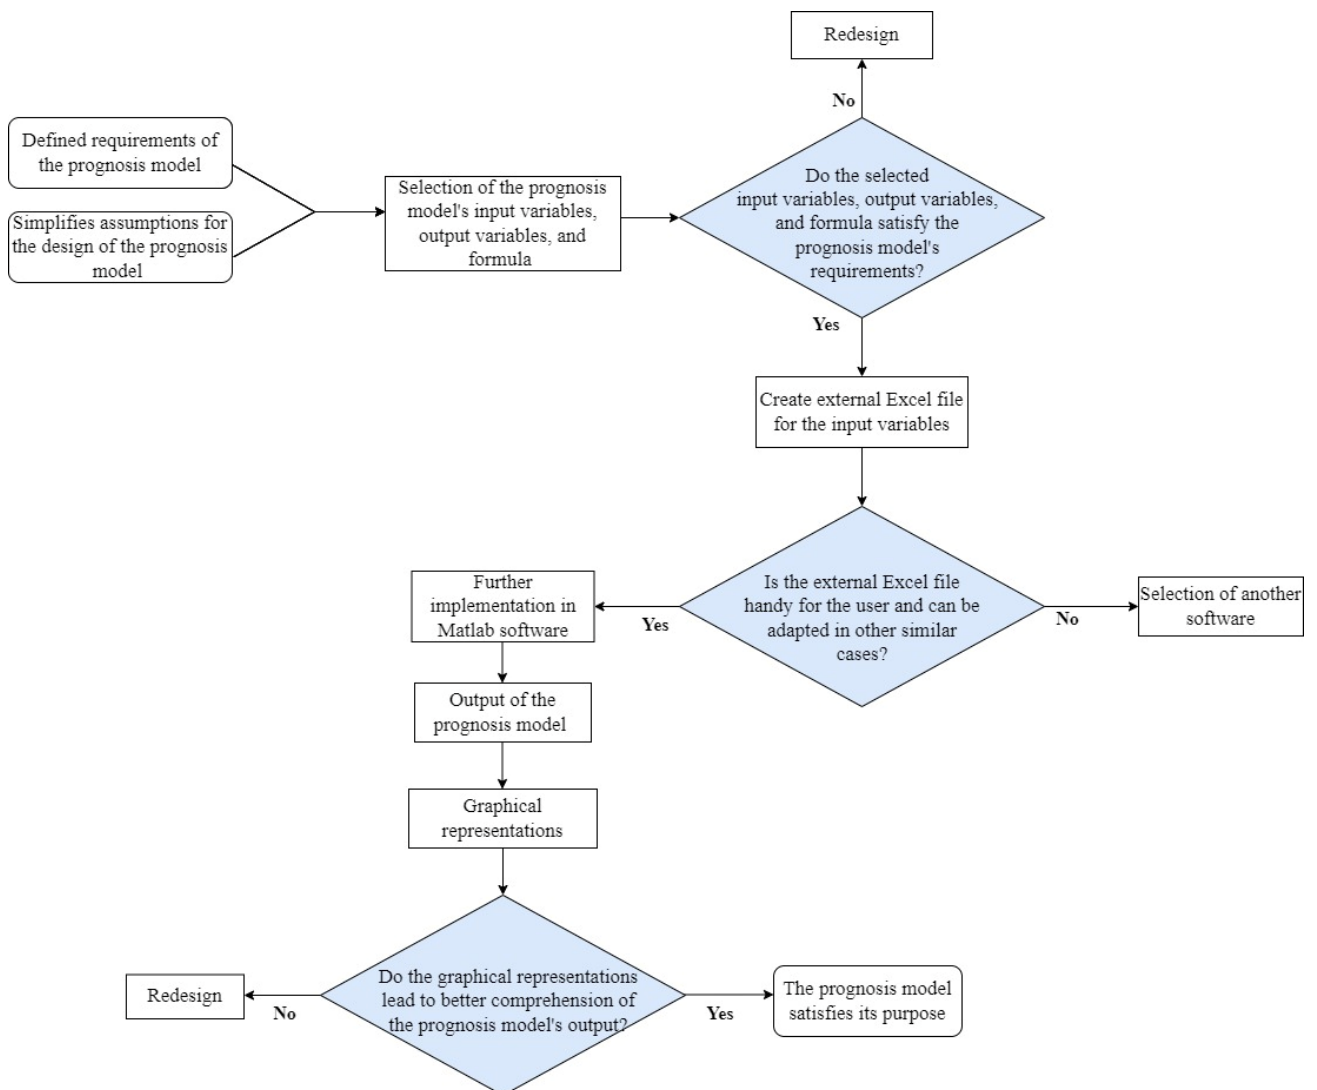 Redesign
No
Defined requirements of
the prognosis model
Simplifies assumptions for
the design of the prognosis
model
Selection of the prognosis
model's input variables,
output variables, and
formula
Do the selected
input variables, output variables,
and formula satisfy the
prognosis model's
requirements?
Yes
Create external Excel file
for the input variables
Is the external Excel file
handy for the user and can be
adapted in other similar
cases?
No
Selection of another
software
Yes
Further
implementation in
Matlab software
Output of the
prognosis model
Graphical
representations
Do the graphical representations
lead to better comprehension of
the prognosis model's output?
No
Redesign
Yes
The prognosis model
satisfies its purpose